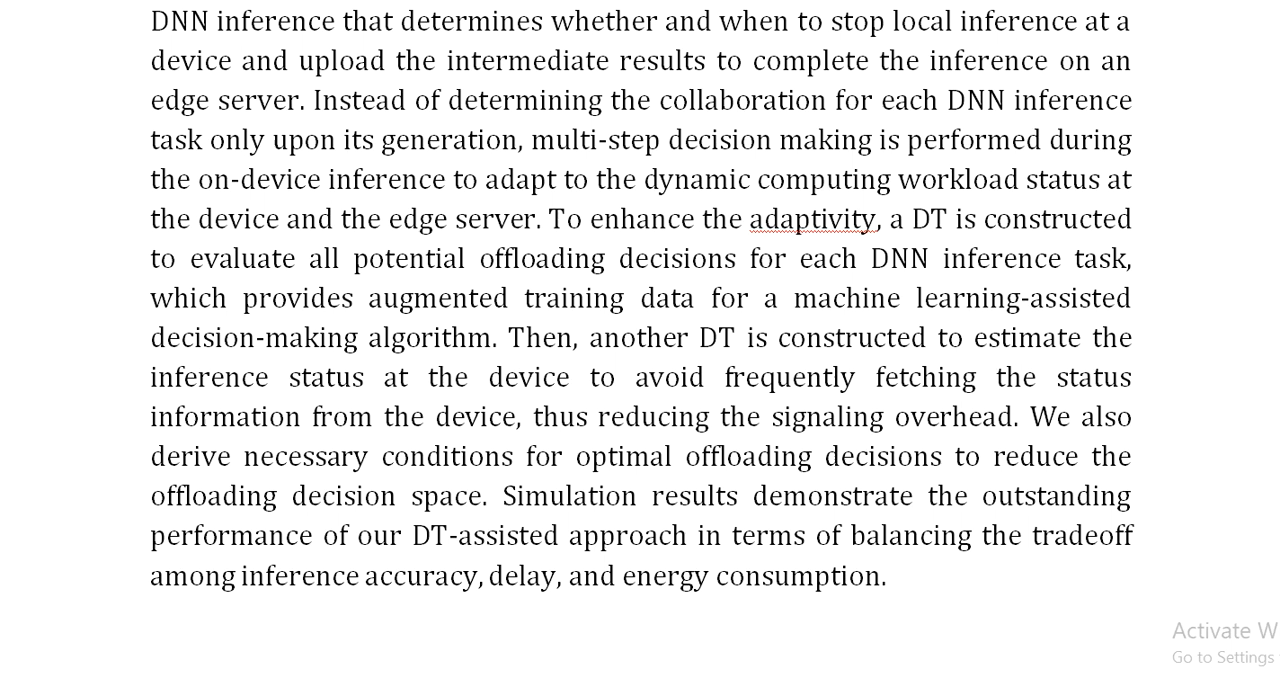 DNN inference that determines whether and when to stop local inference at a
device and upload the intermediate results to complete the inference on an
edge server. Instead of determining the collaboration for each DNN inference
task only upon its generation, multi-step decision making is performed during
the on-device inference to adapt to the dynamic computing workload status at
the device and the edge server. To enhance the adaptivity, a DT is constructed
to evaluate all potential offloading decisions for each DNN inference task,
which provides augmented training data for a machine learning-assisted
decision-making algorithm. Then, another DT is constructed to estimate the
inference status at the device to avoid frequently fetching the status
information from the device, thus reducing the signaling overhead. We also
derive necessary conditions for optimal offloading decisions to reduce the
offloading decision space. Simulation results demonstrate the outstanding
performance of our DT-assisted approach in terms of balancing the tradeoff
among inference accuracy, delay, and energy consumption.
Activate W
Go to Settings